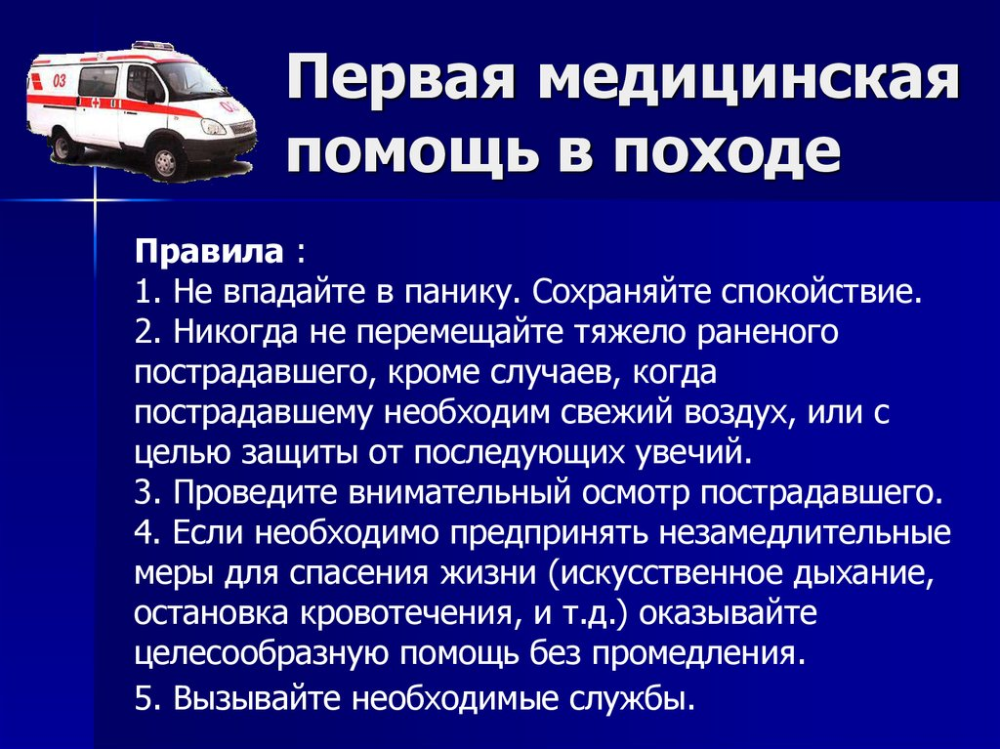 Первая медицинская
помощь в походе
03
03
Правила :
1. Не впадайте в панику. Сохраняйте спокойствие.
2. Никогда не перемещайте тяжело раненого
пострадавшего, кроме случаев, когда
пострадавшему необходим свежий воздух, или с
целью защиты от последующих увечий.
3. Проведите внимательный осмотр пострадавшего.
4. Если необходимо предпринять незамедлительные
меры для спасения жизни (искусственное дыхание,
остановка кровотечения, и т.д.) оказывайте
целесообразную помощь без промедления.
5. Вызывайте необходимые службы.